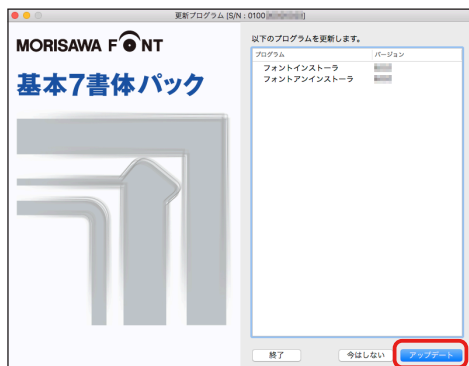 更新プログラム [S/N : 0100
MORISAWA FONT
基本7書体パック
以下のプログラムを更新します。
プログラム バージョン
フォントインストーラ
フォントアンインストーラ
終了 今はしない アップデート